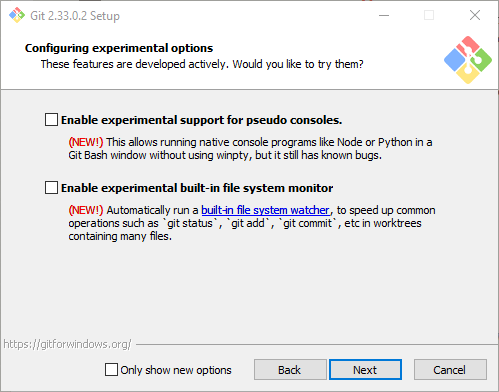 Git 2.33.0.2 Setup
Configuring experimental options
These features are developed actively. Would you like to try them?
Enable experimental support for pseudo consoles.
(NEW!) This allows running native console programs like Node or Python in a
Git Bash window without using winpty, but it still has known bugs.
Enable experimental built-in file system monitor
(NEW!) Automatically run a built-in file system watcher, to speed up common
operations such as `git status`, `git add`, `git commit`, etc in worktrees
containing many files.
https://gitforwindows.org/
Only show new options
Back
Next
Cancel